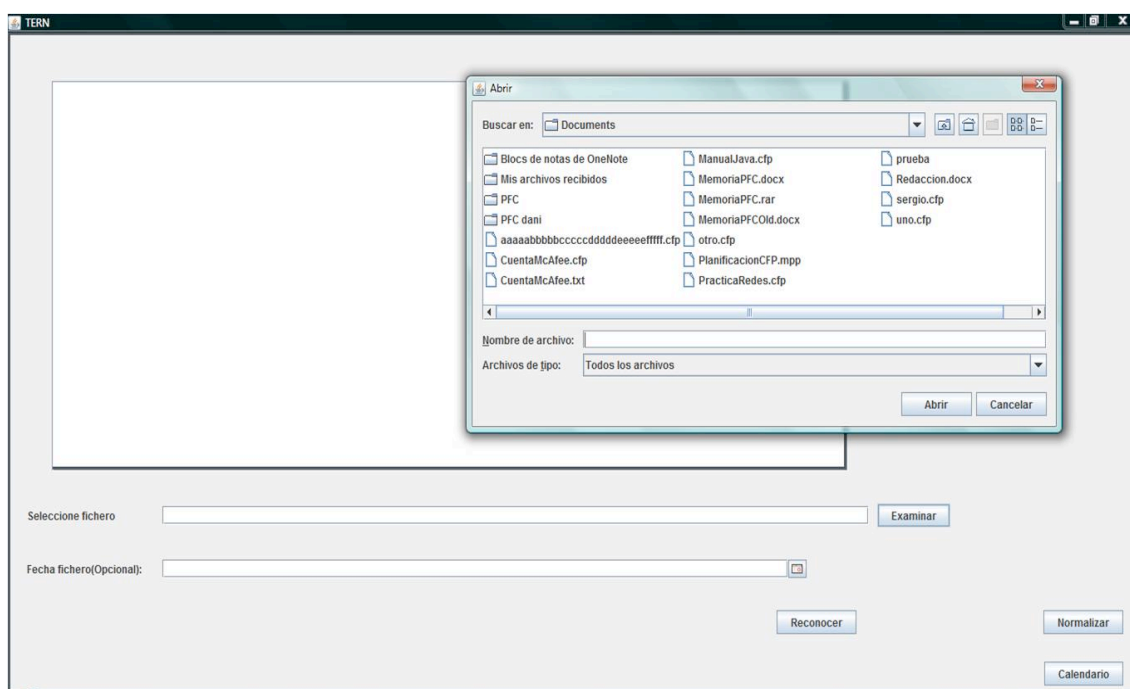 TERN
Abrir
Buscar en: Documents
Blocs de notas de OneNote
Mis archivos recibidos
PFC
PFC dani
aaaaabbbbbcccccdddddeeeeefffff.cfp
CuentaMcAfee.cfp
CuentaMcAfee.txt
ManualJava.cfp
MemoriaPFC.docx
MemoriaPFC.rar
MemoriaPFCOld.docx
otro.cfp
PlanificacionCFP.mpp
PracticaRedes.cfp
prueba
Redaccion.docx
sergio.cfp
uno.cfp
Nombre de archivo:
Archivos de tipo: Todos los archivos
Abrir Cancelar
Seleccione fichero Examinar
Fecha fichero(Opcional):
Reconocer Normalizar
Calendario